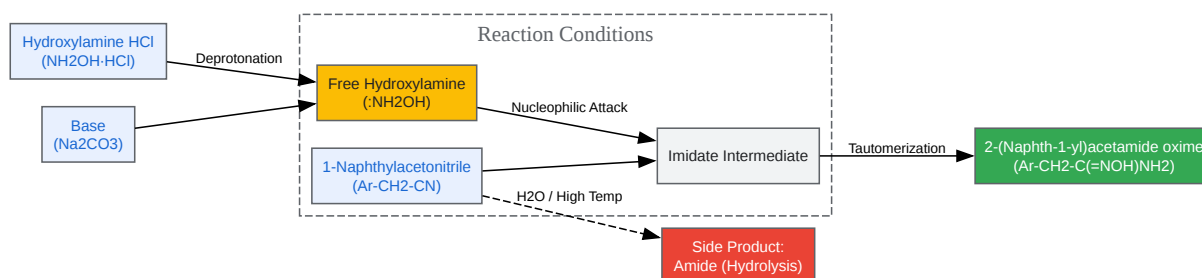 Reaction Conditions
Hydroxylamine HCl
(NH2OH·HCl)
Deprotonation
Base
(Na2CO3)
Free Hydroxylamine
(:NH2OH)
Nucleophilic Attack
1-Naphthylacetonitrile
(Ar-CH2-CN)
H2O / High Temp
Imidate Intermediate
Tautomerization
2-(Naphth-1-yl)acetamide oxime
(Ar-CH2-C(=NOH)NH2)
Side Product:
Amide (Hydrolysis)